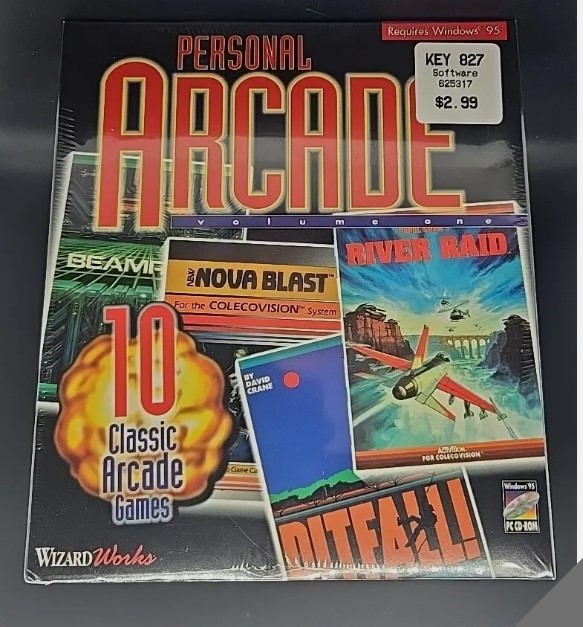 Requires Windows® 95
PERSONAL
ARCADE
KEY 827
Software
625317
$2.99
volume one
RIVER RAID
BEAMR
NEW NOVA BLAST™
For the COLECOVISION™ System
BY
DAVID
CRANE
10
Classic
Arcade
Games
ACTIVISION
FOR COLECOVISION™
PITFALL!
Windows 95
PC CD-ROM
WIZARDWorks